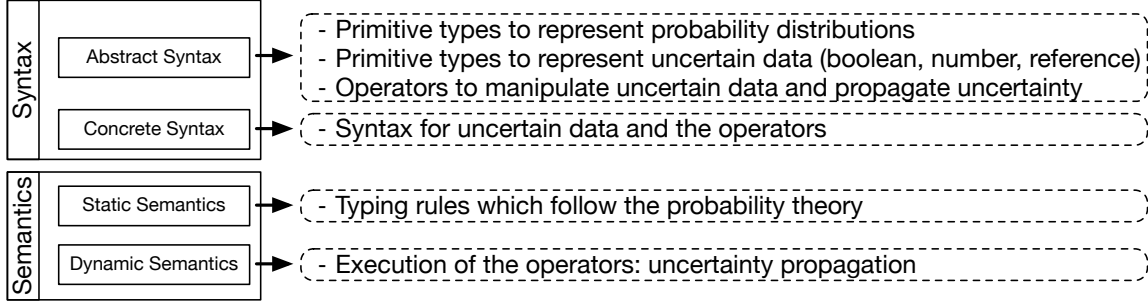 Syntax
Abstract Syntax
- Primitive types to represent probability distributions
- Primitive types to represent uncertain data (boolean, number, reference)
- Operators to manipulate uncertain data and propagate uncertainty
Concrete Syntax
- Syntax for uncertain data and the operators
Semantics
Static Semantics
- Typing rules which follow the probability theory
Dynamic Semantics
- Execution of the operators: uncertainty propagation